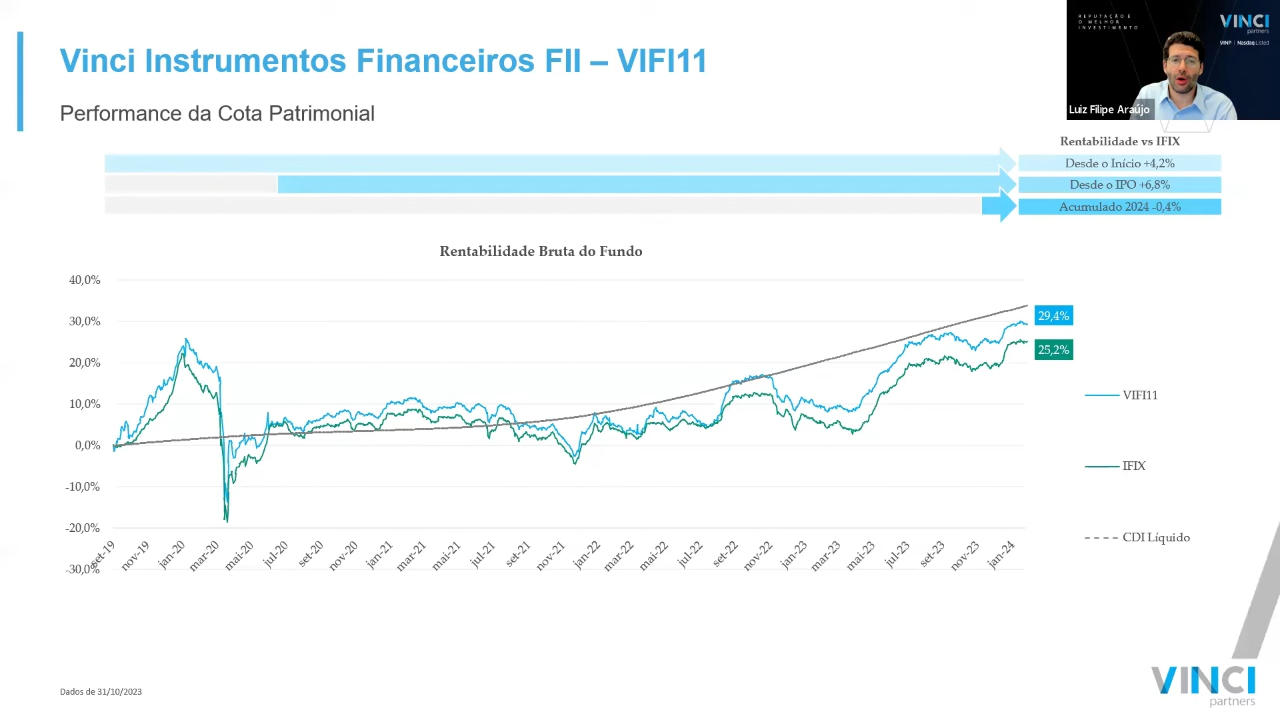 REPUTAÇÃO E
O MELHOR
INVESTIMENTO
VINCI
partners
VINP | Nasdaq Listed
Luiz Filipe Araújo
Vinci Instrumentos Financeiros FII – VIFI11
Performance da Cota Patrimonial
Rentabilidade vs IFIX
Desde o Início +4,2%
Desde o IPO +6,8%
Acumulado 2024 -0,4%
Rentabilidade Bruta do Fundo
40,0%
30,0%
20,0%
10,0%
0,0%
-10,0%
-20,0%
-30,0%
29,4%
25,2%
VIFI11
IFIX
CDI Líquido
set-19 nov-19 jan-20 mar-20 mai-20 jul-20 set-20 nov-20 jan-21 mar-21 mai-21 jul-21 set-21 nov-21 jan-22 mar-22 mai-22 jul-22 set-22 nov-22 jan-23 mar-23 mai-23 jul-23 set-23 nov-23 jan-24
Dados de 31/10/2023
VINCI
partners